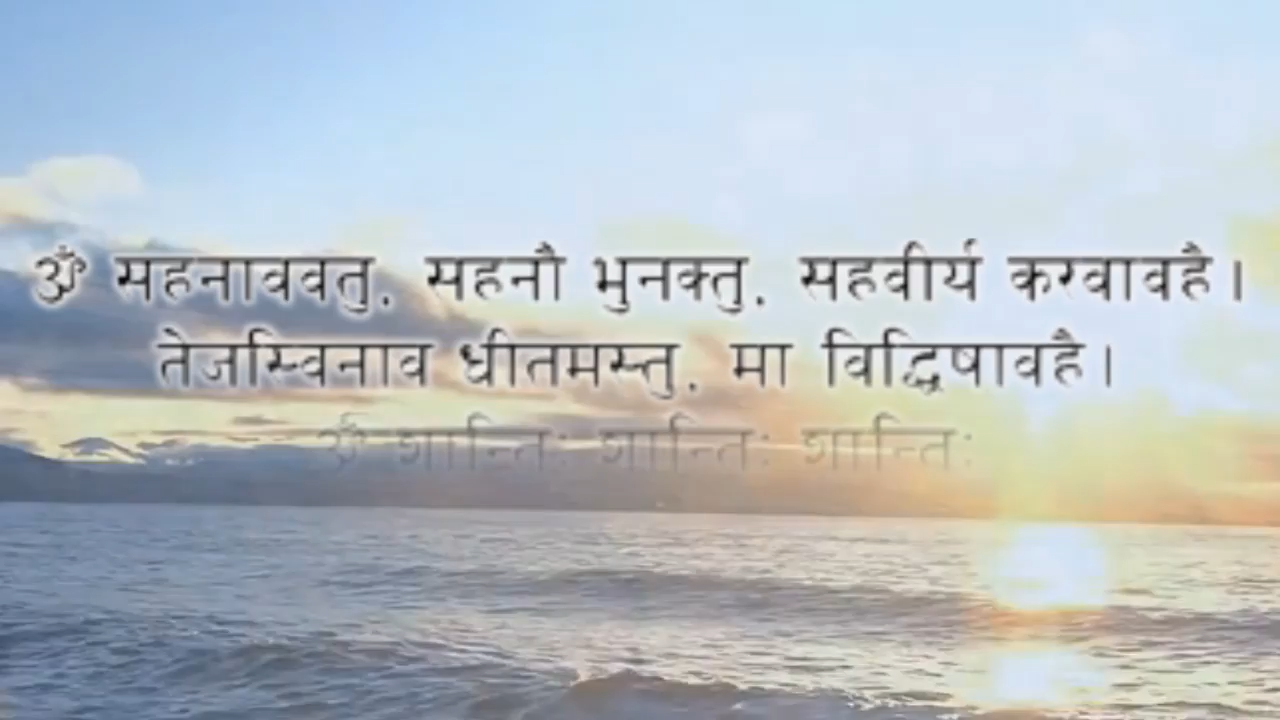 ॐ सहनाववतु, सहनौ भुनक्तु, सहवीर्य करवावहै।
तेजस्विनाव धीतमस्तु, मा विद्विषावहै।
ॐ शान्तिः शान्तिः शान्तिः